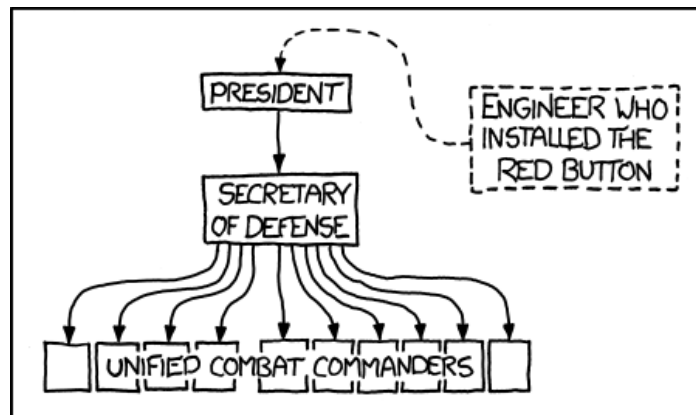 PRESIDENT
ENGINEER WHO
INSTALLED THE
RED BUTTON
SECRETARY
OF DEFENSE
UNIFIED COMBAT COMMANDERS